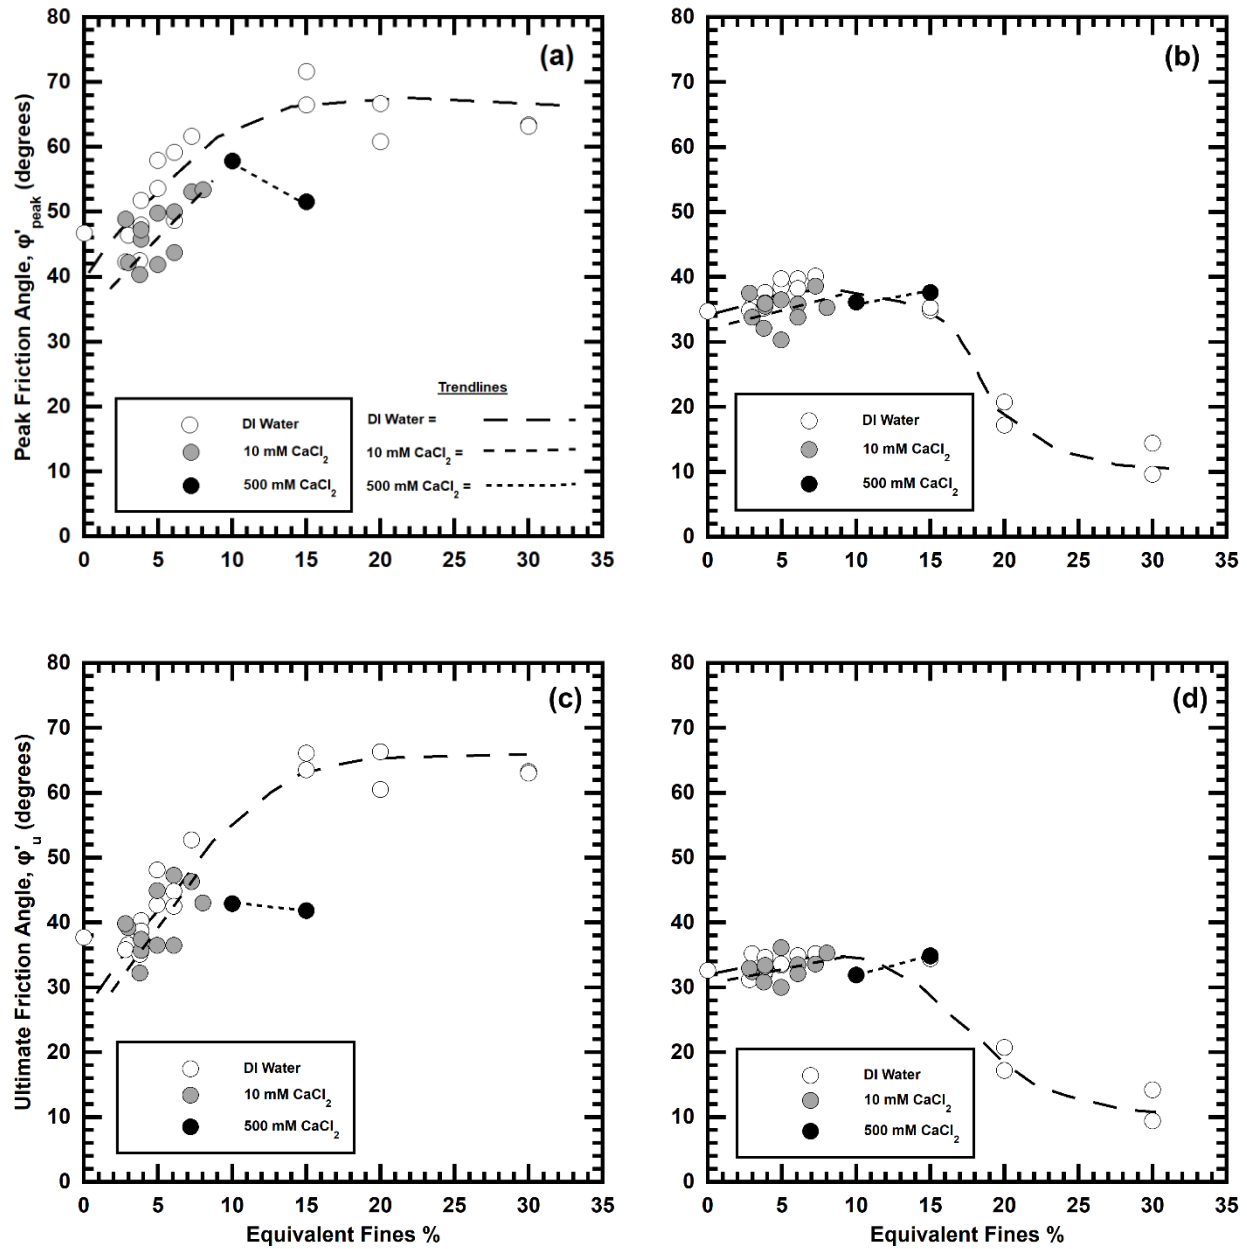 80
70
60
50
40
30
20
10
0
Peak Friction Angle, φ'peak (degrees)
(a)
Trendlines
DI Water
10 mM CaCl2
500 mM CaCl2
DI Water =
10 mM CaCl2 =
500 mM CaCl2 =
0 5 10 15 20 25 30 35
80
70
60
50
40
30
20
10
0
(b)
DI Water
10 mM CaCl2
500 mM CaCl2
0 5 10 15 20 25 30 35
80
70
60
50
40
30
20
10
0
Ultimate Friction Angle, φ'u (degrees)
(c)
DI Water
10 mM CaCl2
500 mM CaCl2
0 5 10 15 20 25 30 35
Equivalent Fines %
80
70
60
50
40
30
20
10
0
(d)
DI Water
10 mM CaCl2
500 mM CaCl2
0 5 10 15 20 25 30 35
Equivalent Fines %